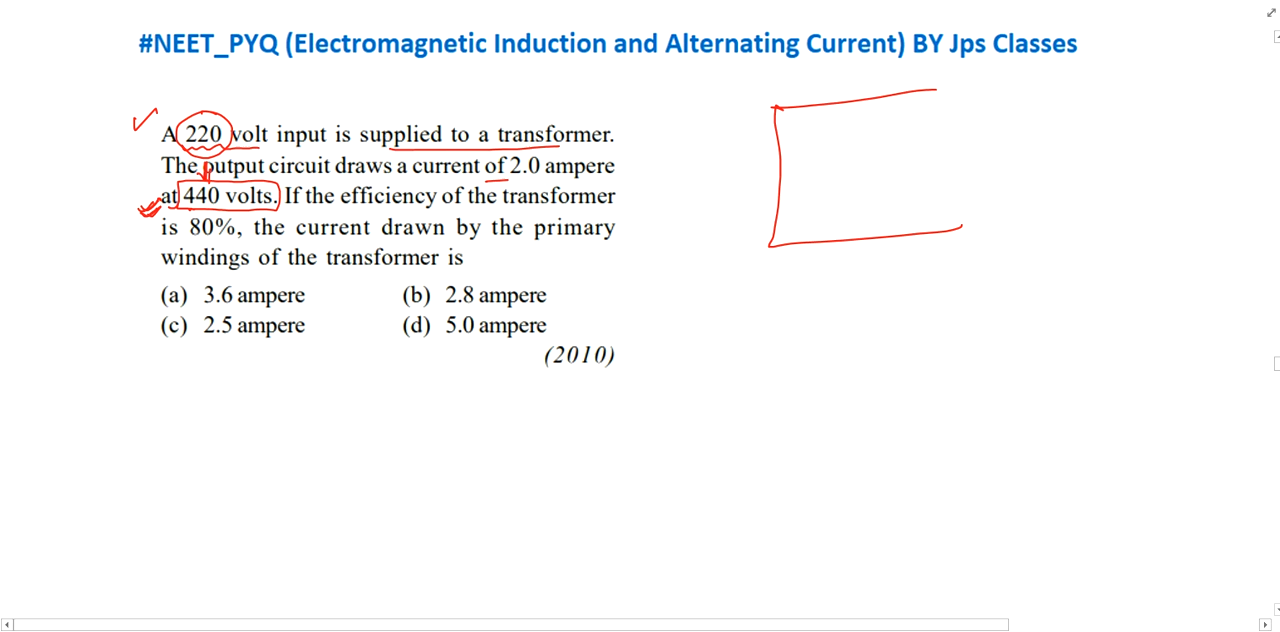 #NEET_PYQ (Electromagnetic Induction and Alternating Current) BY Jps Classes
A 220 volt input is supplied to a transformer.
The output circuit draws a current of 2.0 ampere
at 440 volts. If the efficiency of the transformer
is 80%, the current drawn by the primary
windings of the transformer is
(a) 3.6 ampere (b) 2.8 ampere
(c) 2.5 ampere (d) 5.0 ampere
(2010)